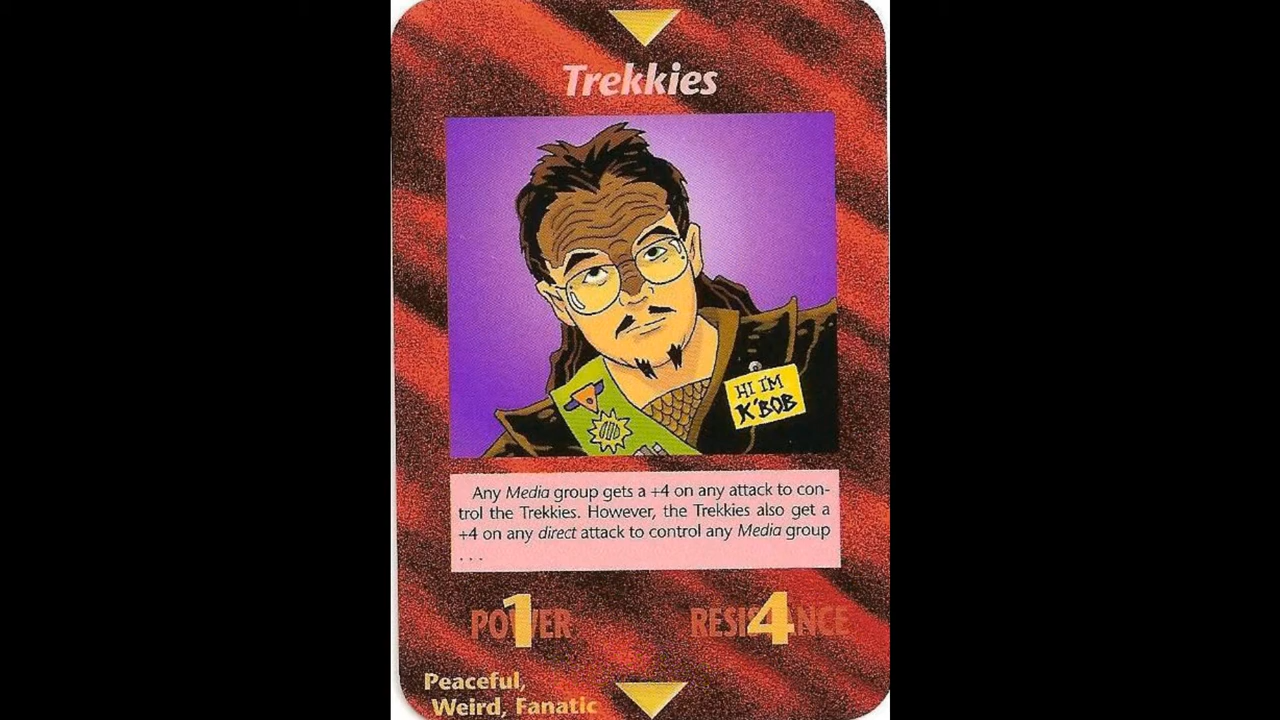 Trekkies
HI I'M
K'BOB
Any Media group gets a +4 on any attack to con-
trol the Trekkies. However, the Trekkies also get a
+4 on any direct attack to control any Media group
. . .
POWER 1
RESISTANCE 4
Peaceful,
Weird, Fanatic